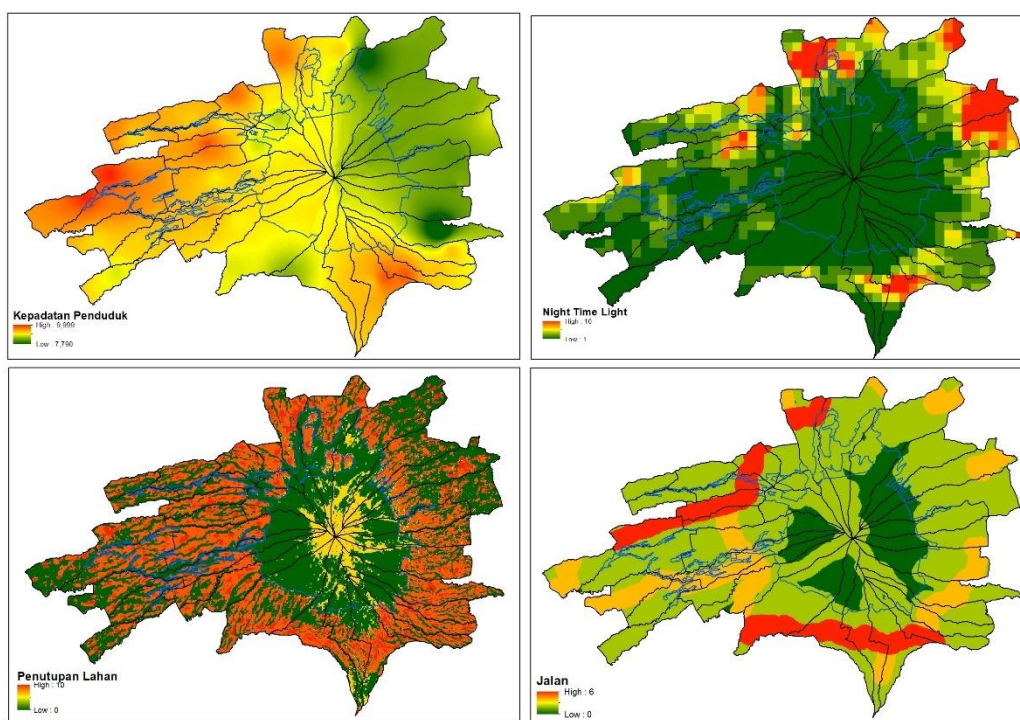 Kepadatan Penduduk
High : 9,999
Low : 7,790
Night Time Light
High : 10
Low : 1
Penutupan Lahan
High : 10
Low : 0
Jalan
High : 6
Low : 0